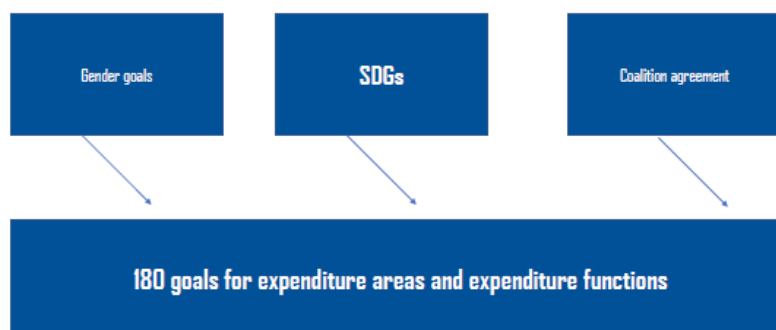 Gender goals
SDGs
Coalition agreement
180 goals for expenditure areas and expenditure functions